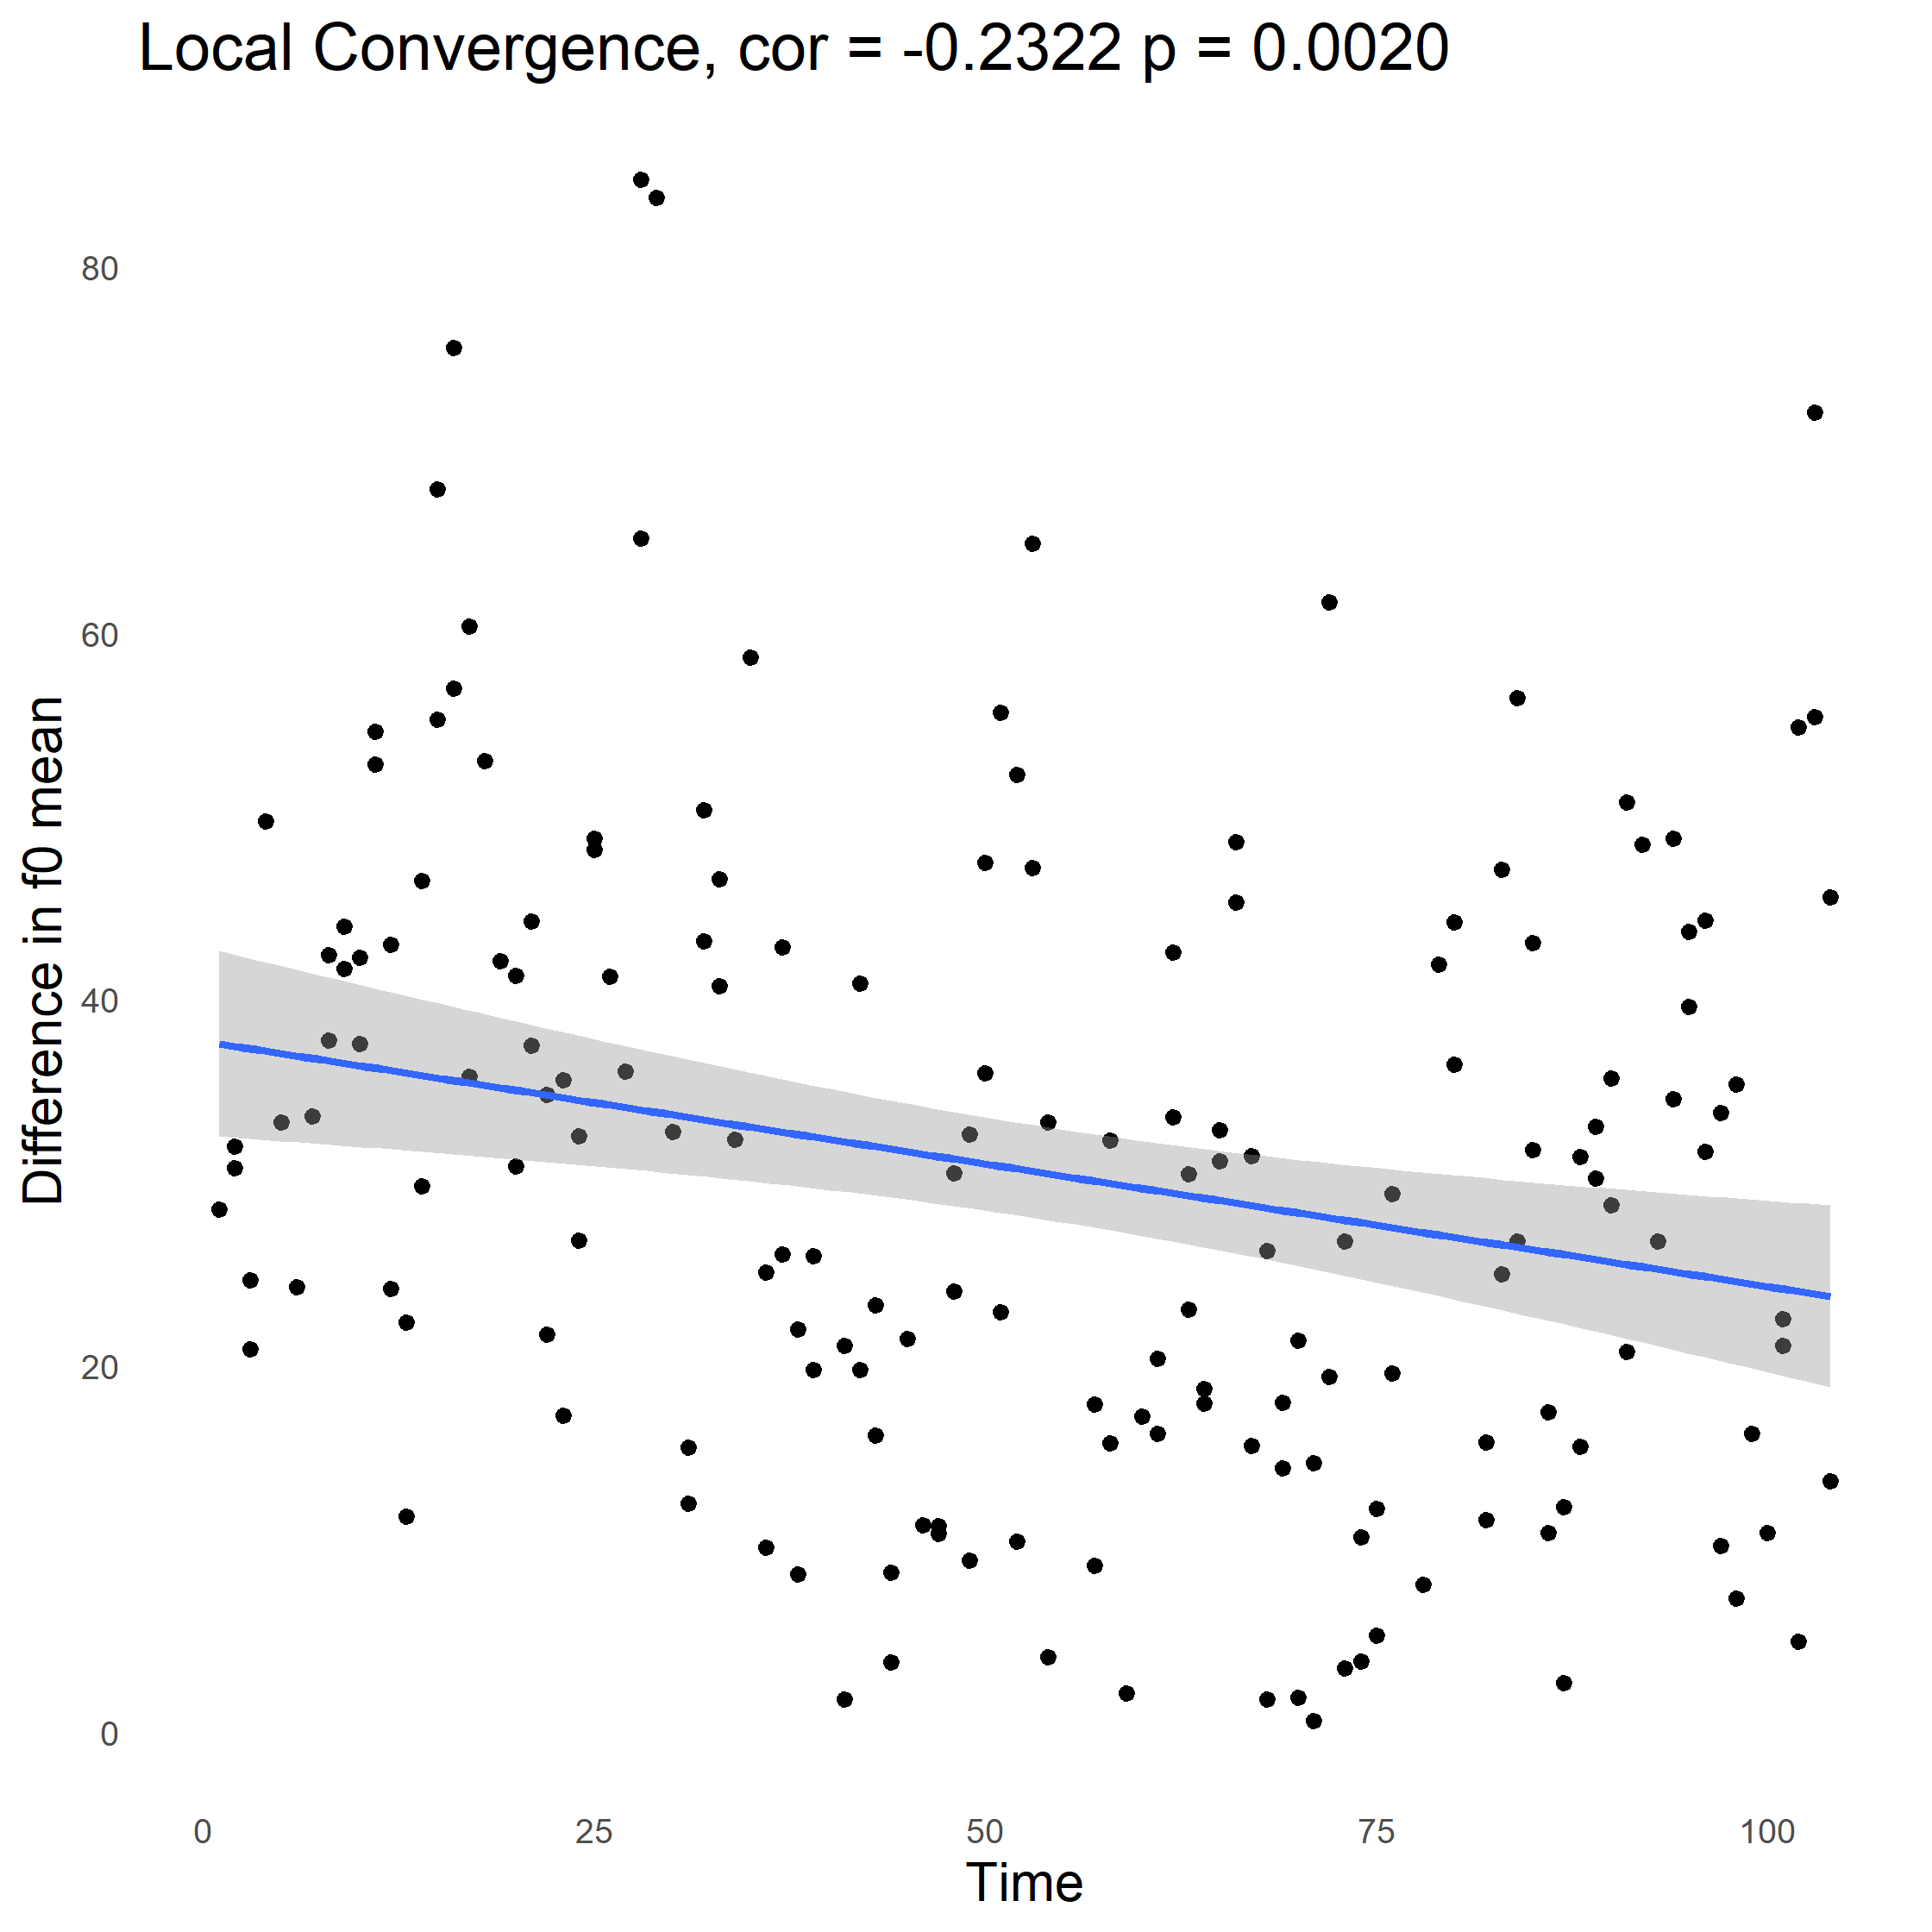 Local Convergence, cor = -0.2322 p = 0.0020
Difference in f0 mean
80
60
40
20
0
0 25 50 75 100
Time